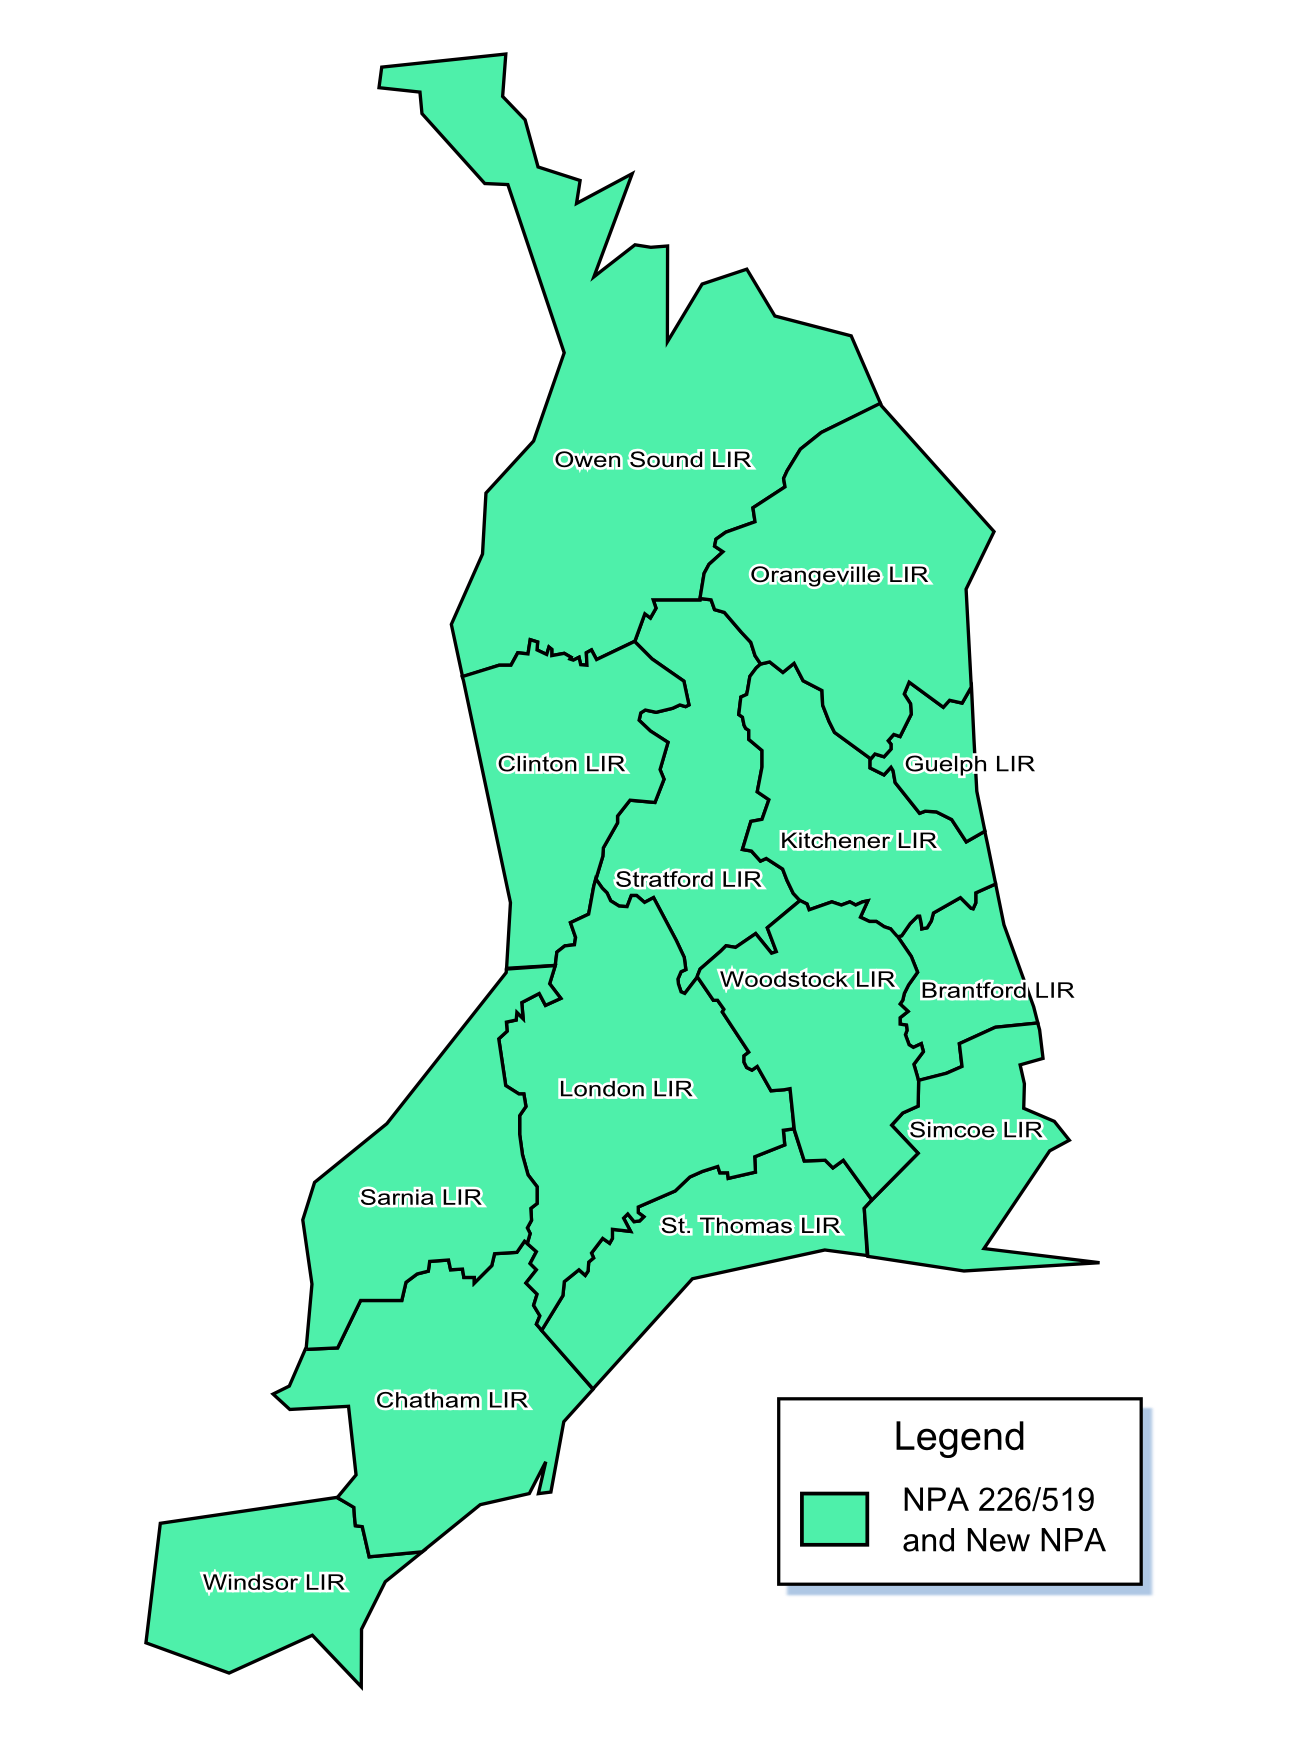 Owen Sound LIR
Orangeville LIR
Clinton LIR
Guelph LIR
Kitchener LIR
Stratford LIR
Woodstock LIR
Brantford LIR
London LIR
Simcoe LIR
Sarnia LIR
St. Thomas LIR
Chatham LIR
Windsor LIR
Legend
NPA 226/519
and New NPA